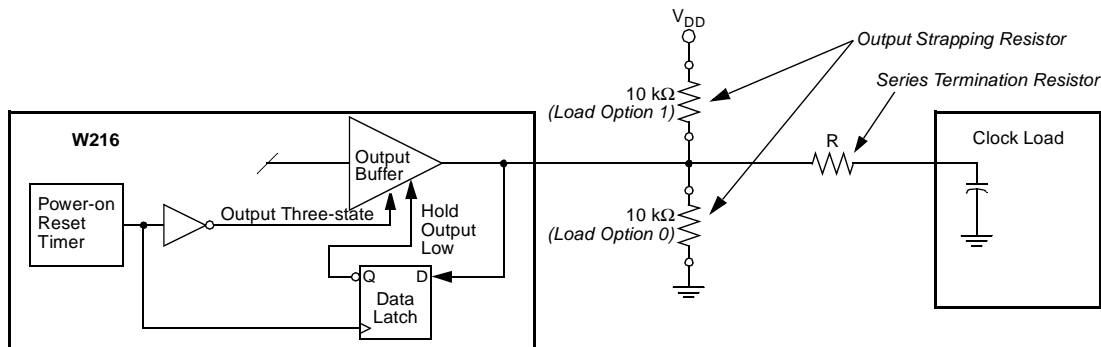 V_DD
Output Strapping Resistor
Series Termination Resistor
10 kΩ
(Load Option 1)
W216
Clock Load
Output
Buffer
R
Power-on
Reset
Timer
Output Three-state
Hold
Output
Low
10 kΩ
(Load Option 0)
Q
D
Data
Latch